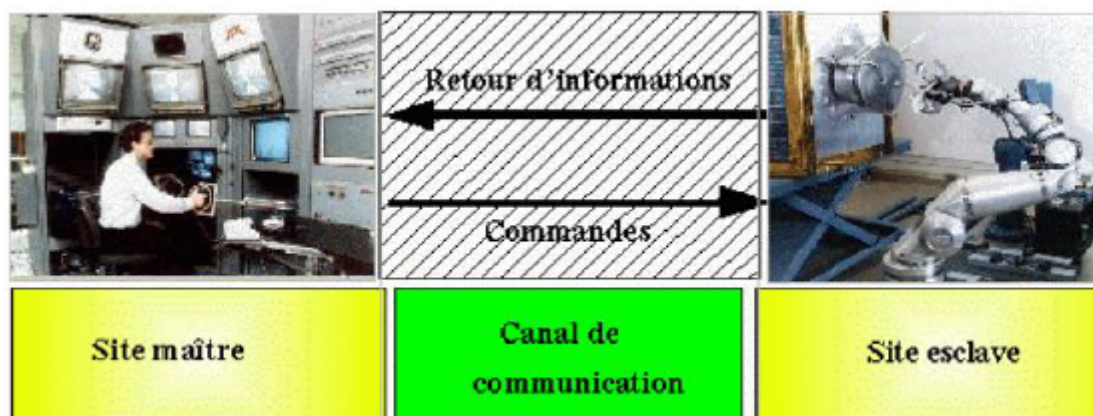 Retour d'informations
Commandes
Site maître
Canal de
communication
Site esclave